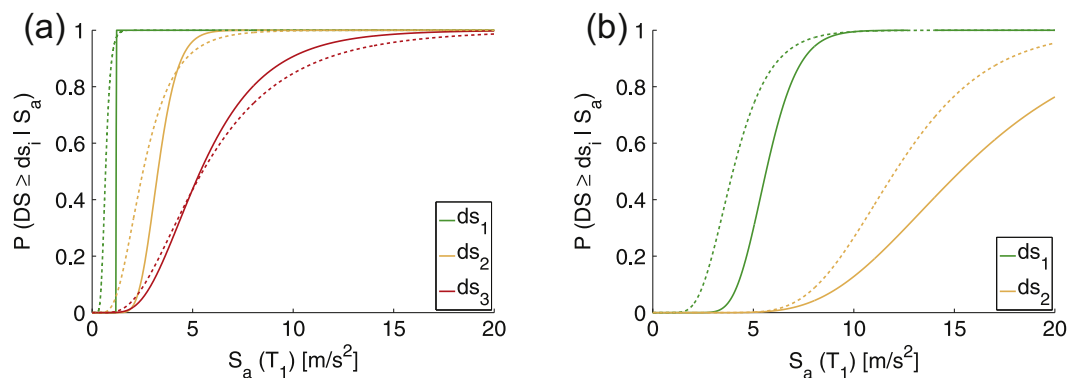 (a)
P (DS ≥ ds_i | S_a)
1
0.8
0.6
0.4
0.2
0
0 5 10 15 20
S_a (T_1) [m/s^2]
ds_1
ds_2
ds_3
(b)
P (DS ≥ ds_i | S_a)
1
0.8
0.6
0.4
0.2
0
0 5 10 15 20
S_a (T_1) [m/s^2]
ds_1
ds_2